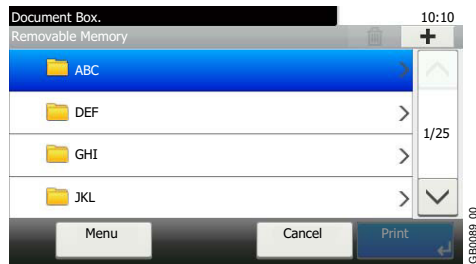 Document Box.
10:10
Removable Memory
ABC
DEF
GHI
JKL
1/25
Menu
Cancel
Print
GB0089_00